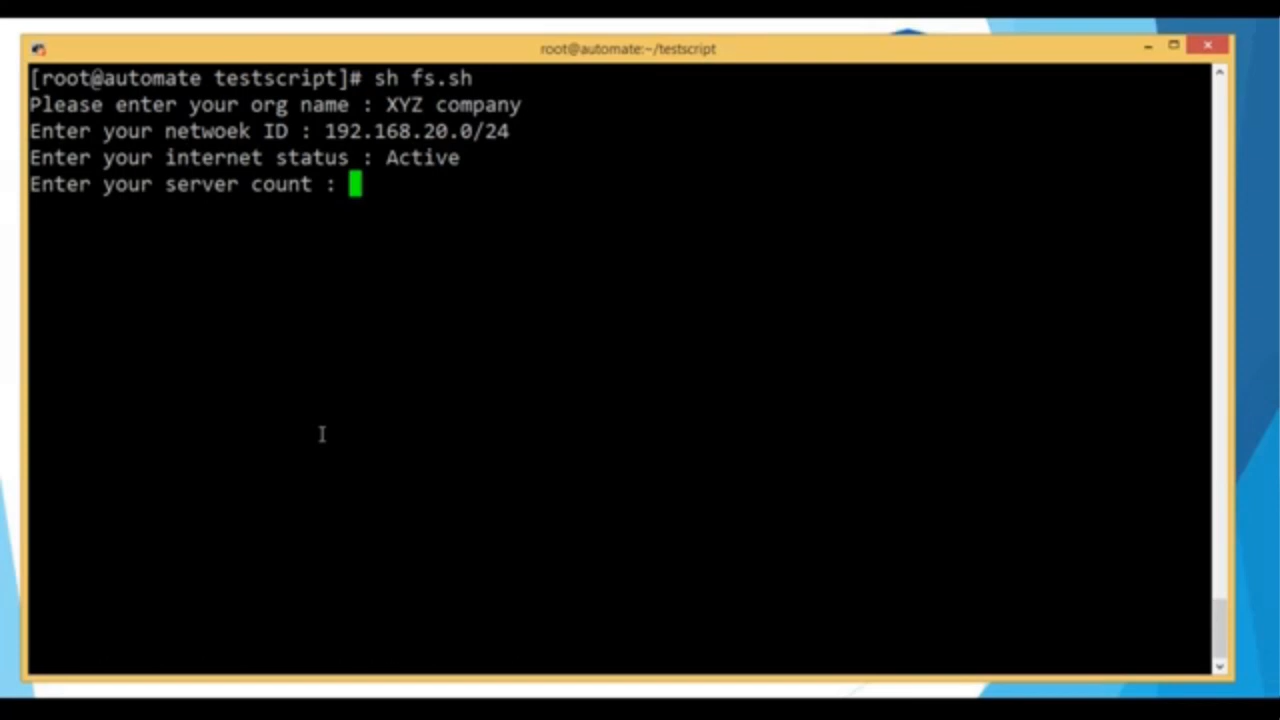 root@automate:~/testscript
[root@automate testscript]# sh fs.sh
Please enter your org name : XYZ company
Enter your netwoek ID : 192.168.20.0/24
Enter your internet status : Active
Enter your server count :